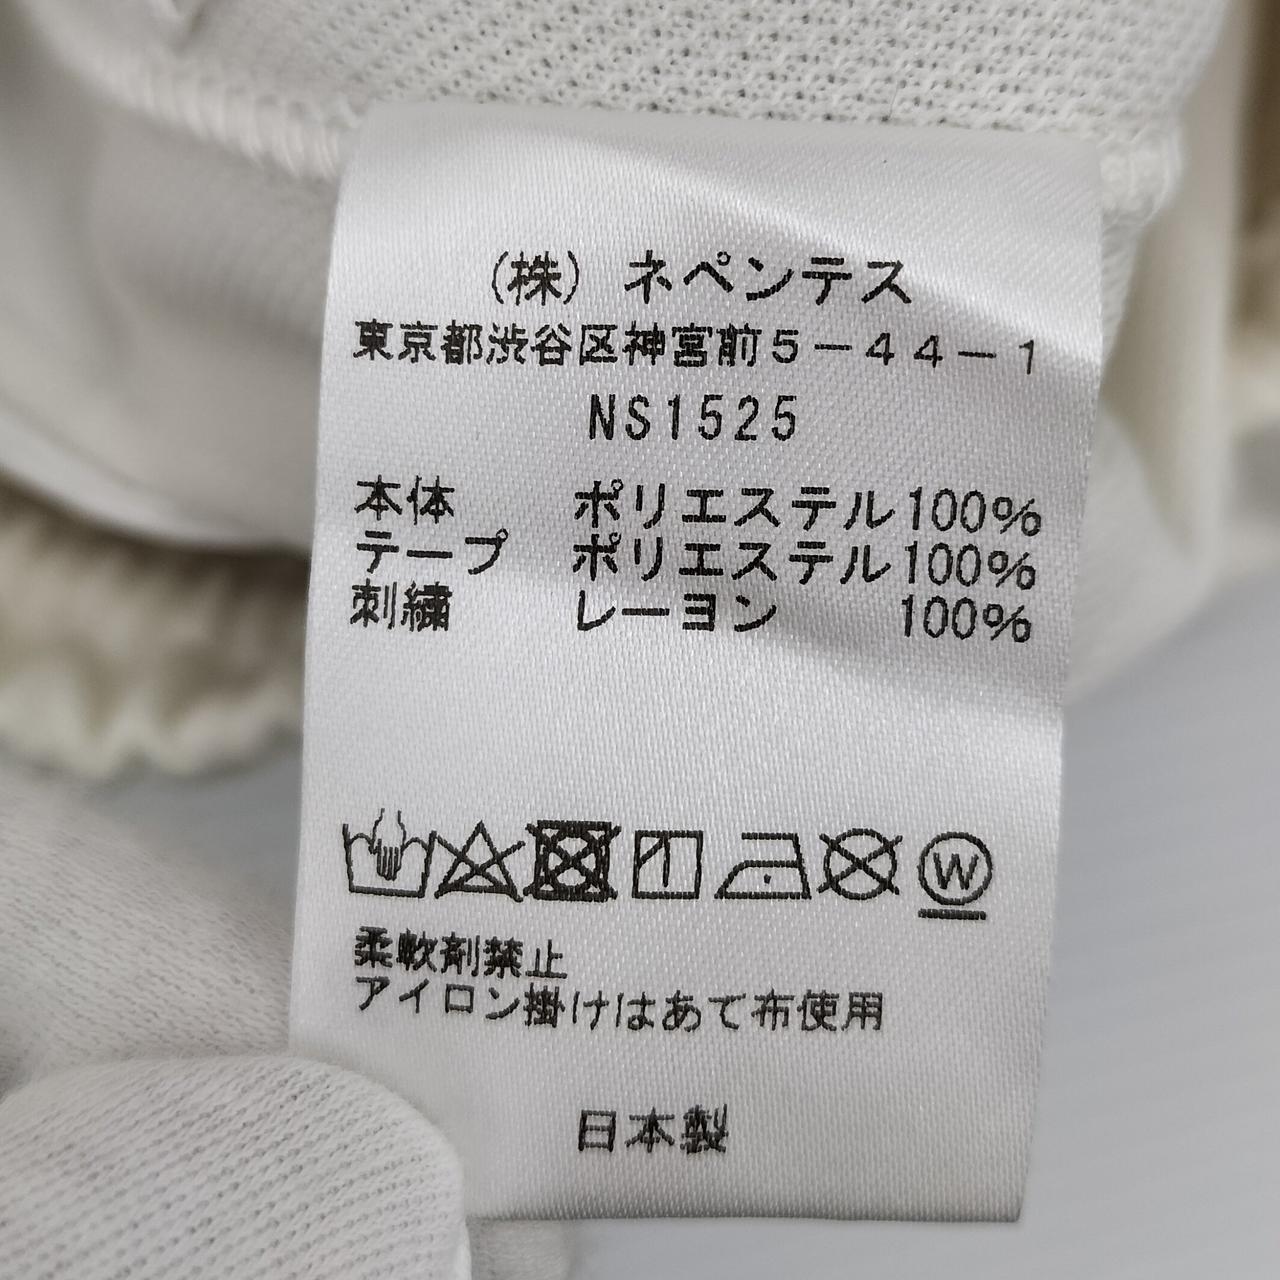 (株) ネペンテス
東京都渋谷区神宮前5-44-1
NS1525
本体 ポリエステル100%
テープ ポリエステル100%
刺繍 レーヨン 100%
W
柔軟剤禁止
アイロン掛けはあて布使用
日本製